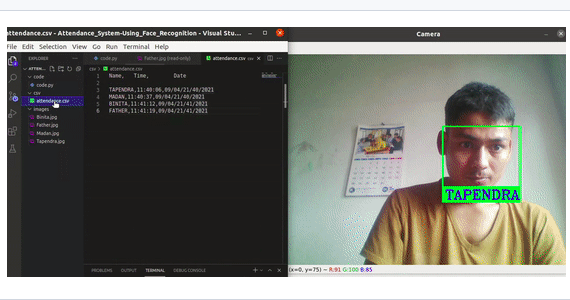 attendance.csv - Attendance_System-Using_Face_Recognition - Visual Stu...
File Edit Selection View Go Run Terminal Help
EXPLORER
code
code.py
csv
attendance.csv
images
Binita.jpg
Father.jpg
Madan.jpg
Tapendra.jpg
code.py
Father.jpg (read-only)
attendance.csv csv
csv > attendance.csv
1 Name, Time, Date
2
3 TAPENDRA,11:40:06,09/04/21/40/2021
4 MADAN,11:40:37,09/04/21/40/2021
5 BINITA,11:41:12,09/04/21/41/2021
6 FATHER,11:41:19,09/04/21/41/2021
PROBLEMS OUTPUT TERMINAL DEBUG CONSOLE
Camera
TAPENDRA
(x=0, y=75) ~ R:91 G:100 B:85